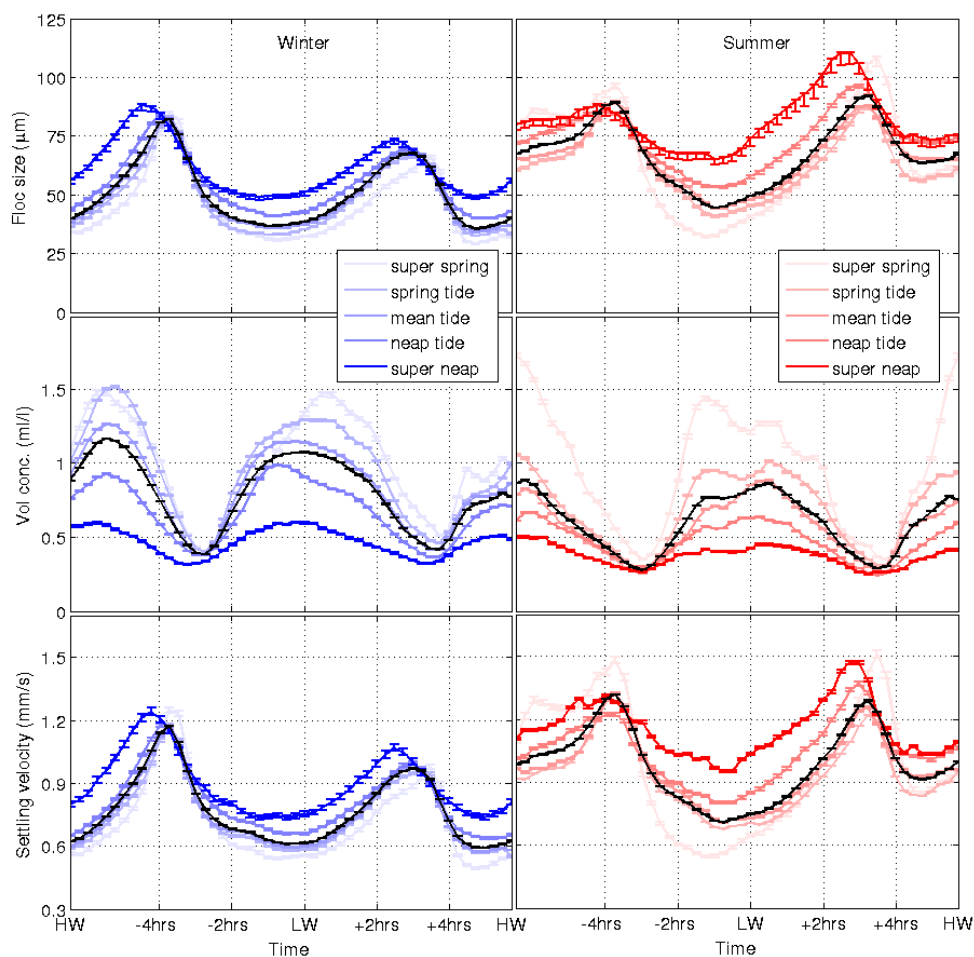 Winter
Summer
Floc size (μm)
125
100
75
50
25
0
super spring
spring tide
mean tide
neap tide
super neap
super spring
spring tide
mean tide
neap tide
super neap
Vol conc. (ml/l)
1.5
1
0.5
0
Settling velocity (mm/s)
1.5
1.2
0.9
0.6
0.3
HW -4hrs -2hrs LW +2hrs +4hrs HW -4hrs -2hrs LW +2hrs +4hrs HW
Time
Time